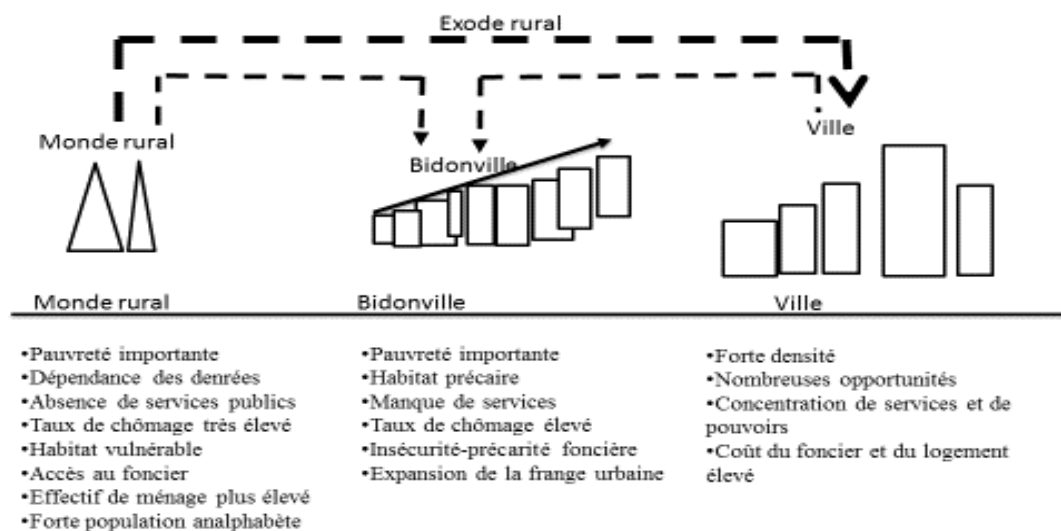 Exode rural
Monde rural
Bidonville
Ville
Monde rural
Bidonville
Ville
•Pauvreté importante
•Dépendance des denrées
•Absence de services publics
•Taux de chômage très élevé
•Habitat vulnérable
•Accès au foncier
•Effectif de ménage plus élevé
•Forte population analphabète
•Pauvreté importante
•Habitat précaire
•Manque de services
•Taux de chômage élevé
•Insécurité-précarité foncière
•Expansion de la frange urbaine
•Forte densité
•Nombreuses opportunités
•Concentration de services et de
pouvoirs
•Coût du foncier et du logement
élevé